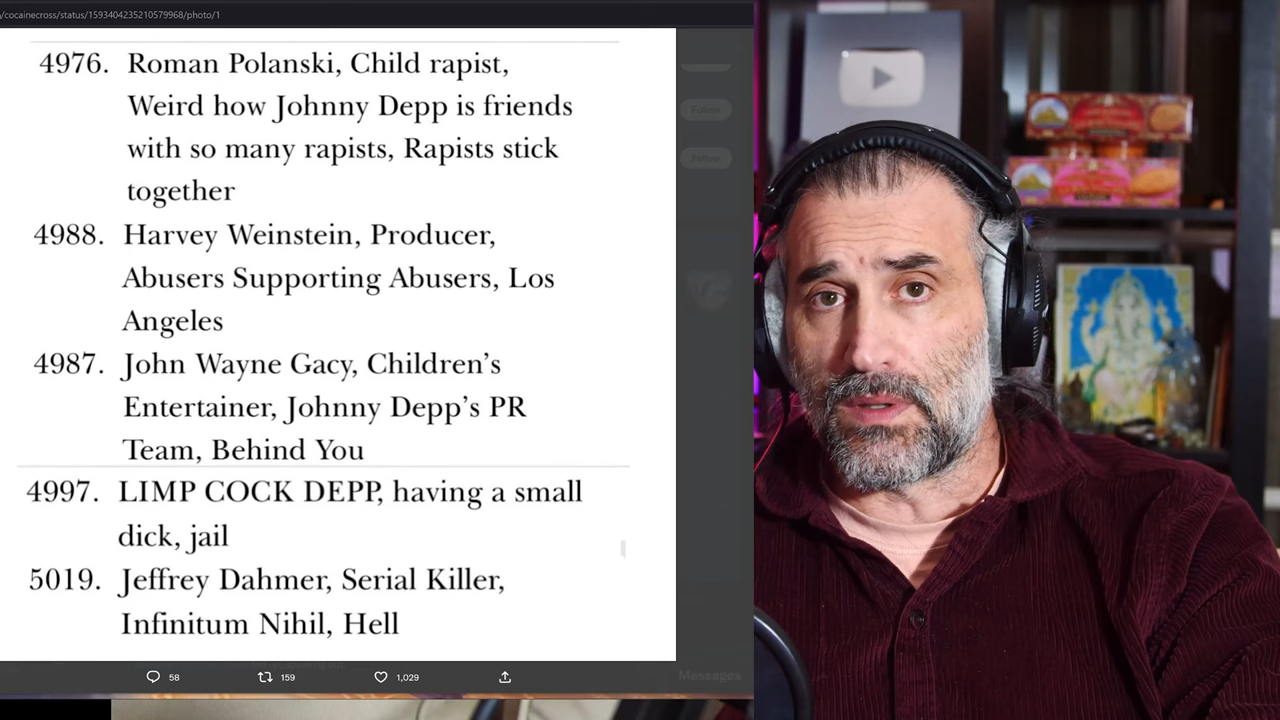 /cocainecross/status/1593404235210579968/photo/1
4976. Roman Polanski, Child rapist,
Weird how Johnny Depp is friends
with so many rapists, Rapists stick
together
4988. Harvey Weinstein, Producer,
Abusers Supporting Abusers, Los
Angeles
4987. John Wayne Gacy, Children's
Entertainer, Johnny Depp's PR
Team, Behind You
4997. LIMP COCK DEPP, having a small
dick, jail
5019. Jeffrey Dahmer, Serial Killer,
Infinitum Nihil, Hell
Follow
Follow
58 159 1,029
Messages